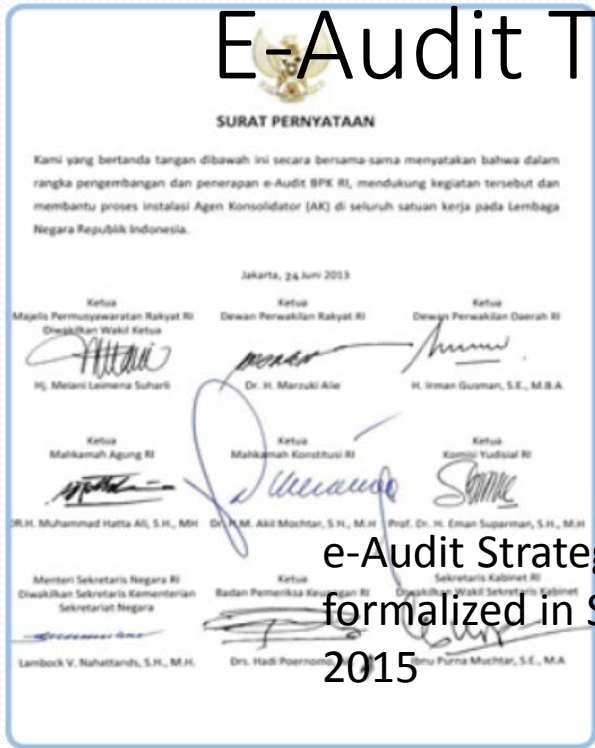 E-Audit T
SURAT PERNYATAAN
Kami yang bertanda tangan dibawah ini secara bersama-sama menyatakan bahwa dalam
rangka pengembangan dan penerapan e-Audit BPK RI, mendukung kegiatan tersebut dan
membantu proses instalasi Agen Konsolidator (AK) di seluruh satuan kerja pada Lembaga
Negara Republik Indonesia.
Jakarta, 24 Juni 2013
Ketua Ketua Ketua
Majelis Permusyawaratan Rakyat RI Dewan Perwakilan Rakyat RI Dewan Perwakilan Daerah RI
Diwakilkan Wakil Ketua
Hj. Melani Leimena Suharli Dr. H. Marzuki Alie H. Irman Gusman, S.E., M.B.A
Ketua Ketua Ketua
Mahkamah Agung RI Mahkamah Konstitusi RI Komisi Yudisial RI
DR.H. Muhammad Hatta Ali, S.H., MH Dr. H.M. Akil Mochtar, S.H., M.H Prof. Dr. H. Eman Suparman, S.H., M.H
e-Audit Strateg
Menteri Sekretaris Negara RI Ketua Sekretaris Kabinet RI
Diwakilkan Sekretaris Kementerian Badan Pemeriksa Keuangan RI Diwakilkan Wakil Sekretaris Kabinet
Sekretariat Negara
formalized in S
Lambock V. Nahattands, S.H., M.H. Drs. Hadi Poernomo, Ibnu Purna Muchtar, S.E., M.A
2015